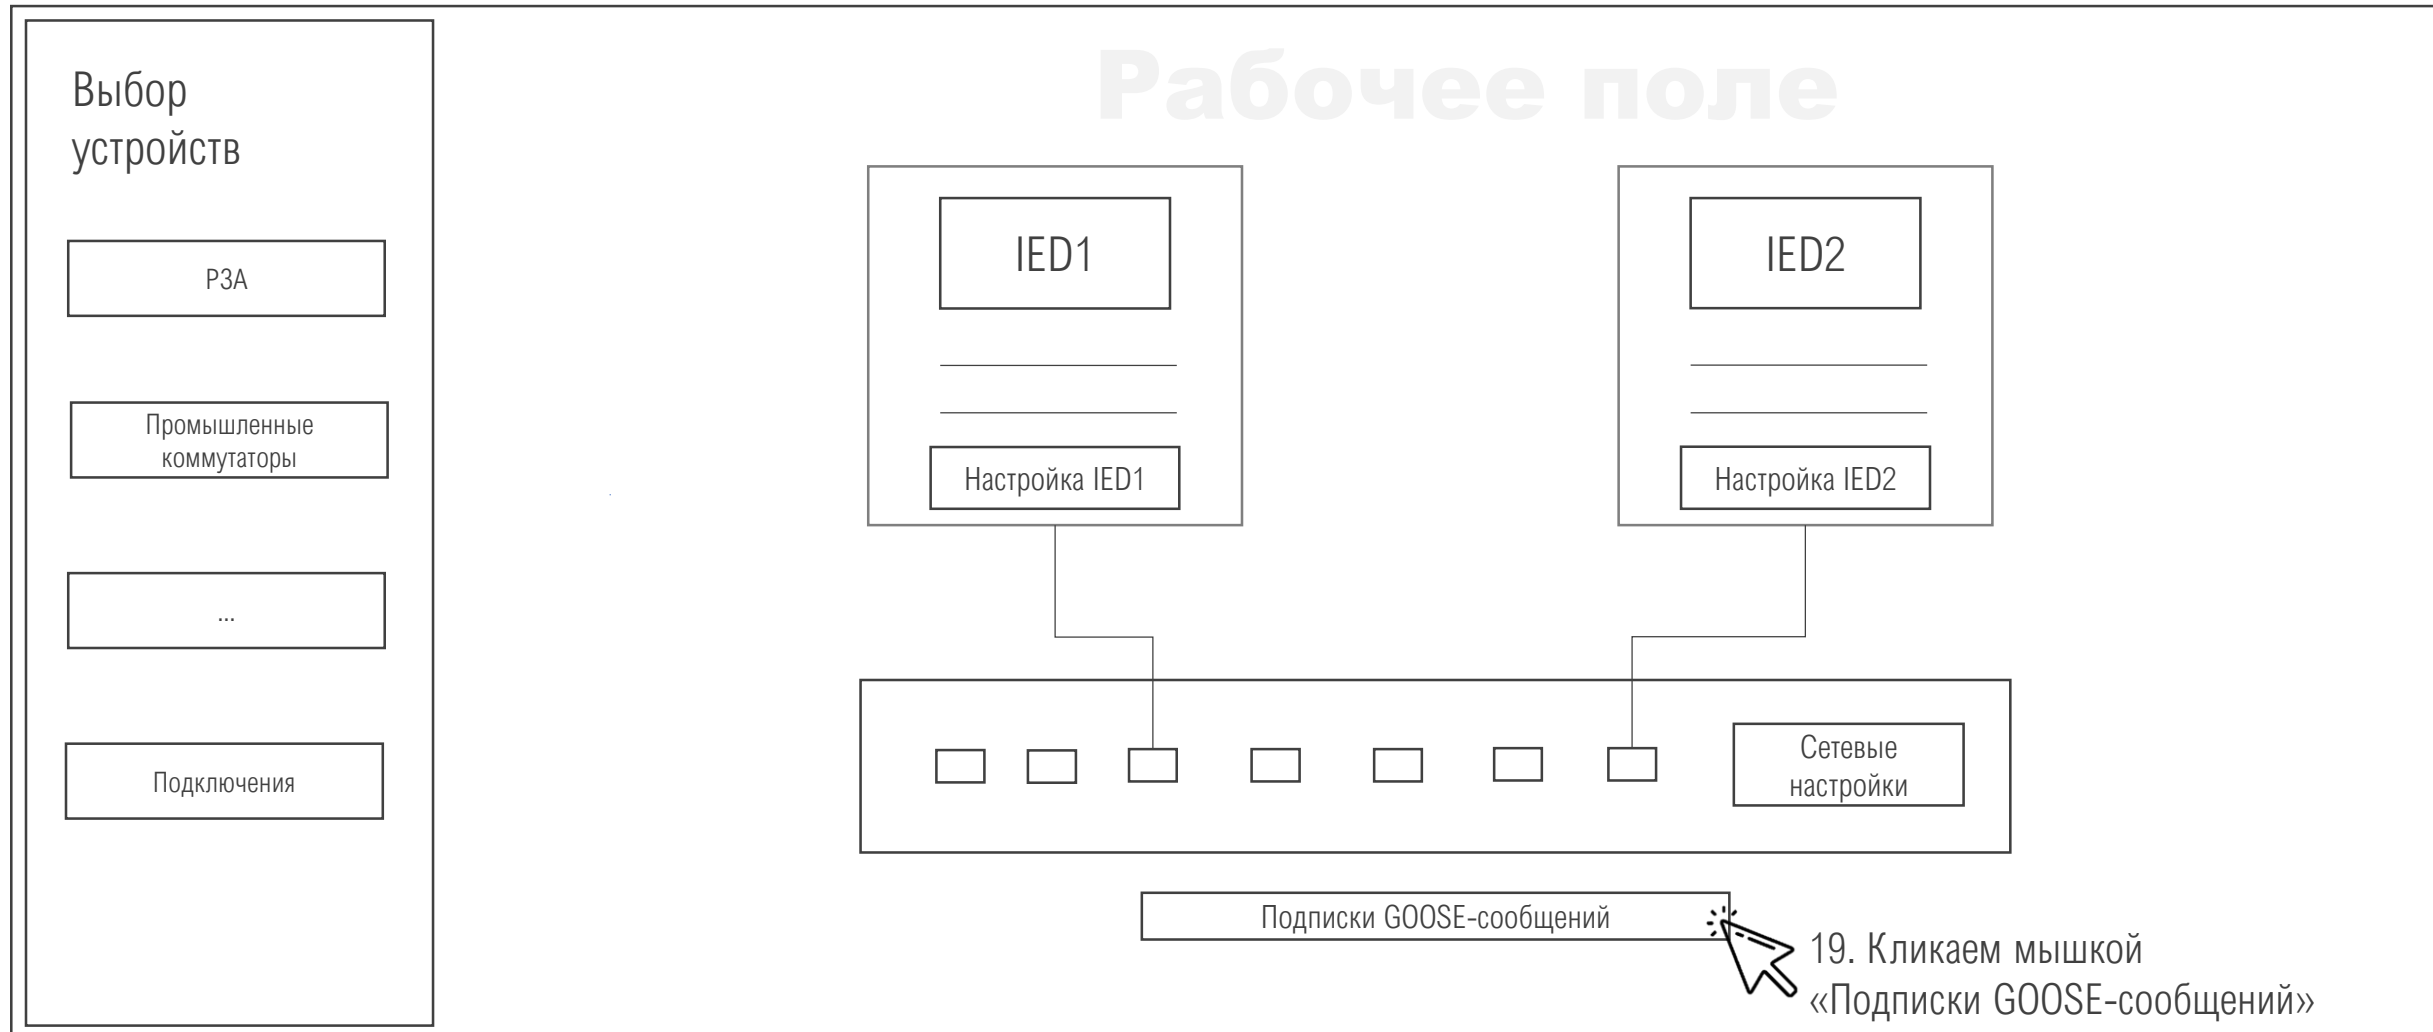 Рабочее поле
Выбор
устройств
РЗА
Промышленные
коммутаторы
...
Подключения
IED1
Настройка IED1
IED2
Настройка IED2
Сетевые
настройки
Подписки GOOSE-сообщений
19. Кликаем мышкой
«Подписки GOOSE-сообщений»